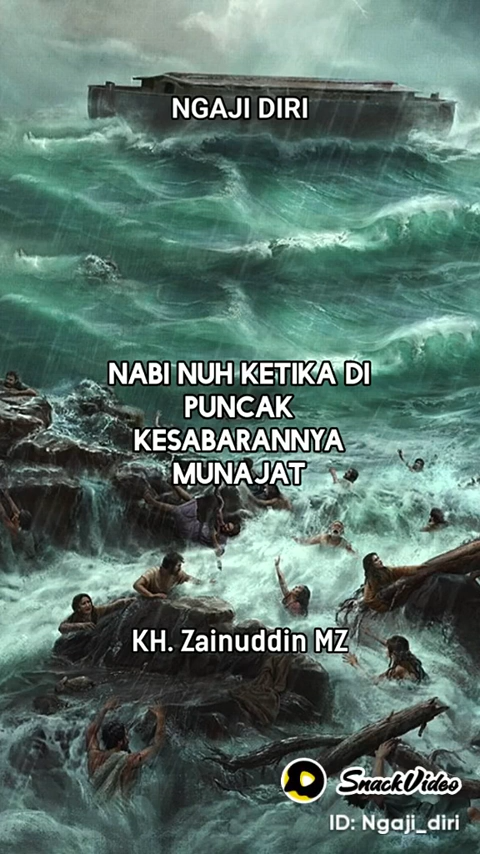 NGAJI DIRI
NABI NUH KETIKA DI
PUNCAK
KESABARANNYA
MUNAJAT
KH. Zainuddin MZ
SnackVideo
ID: Ngaji_diri